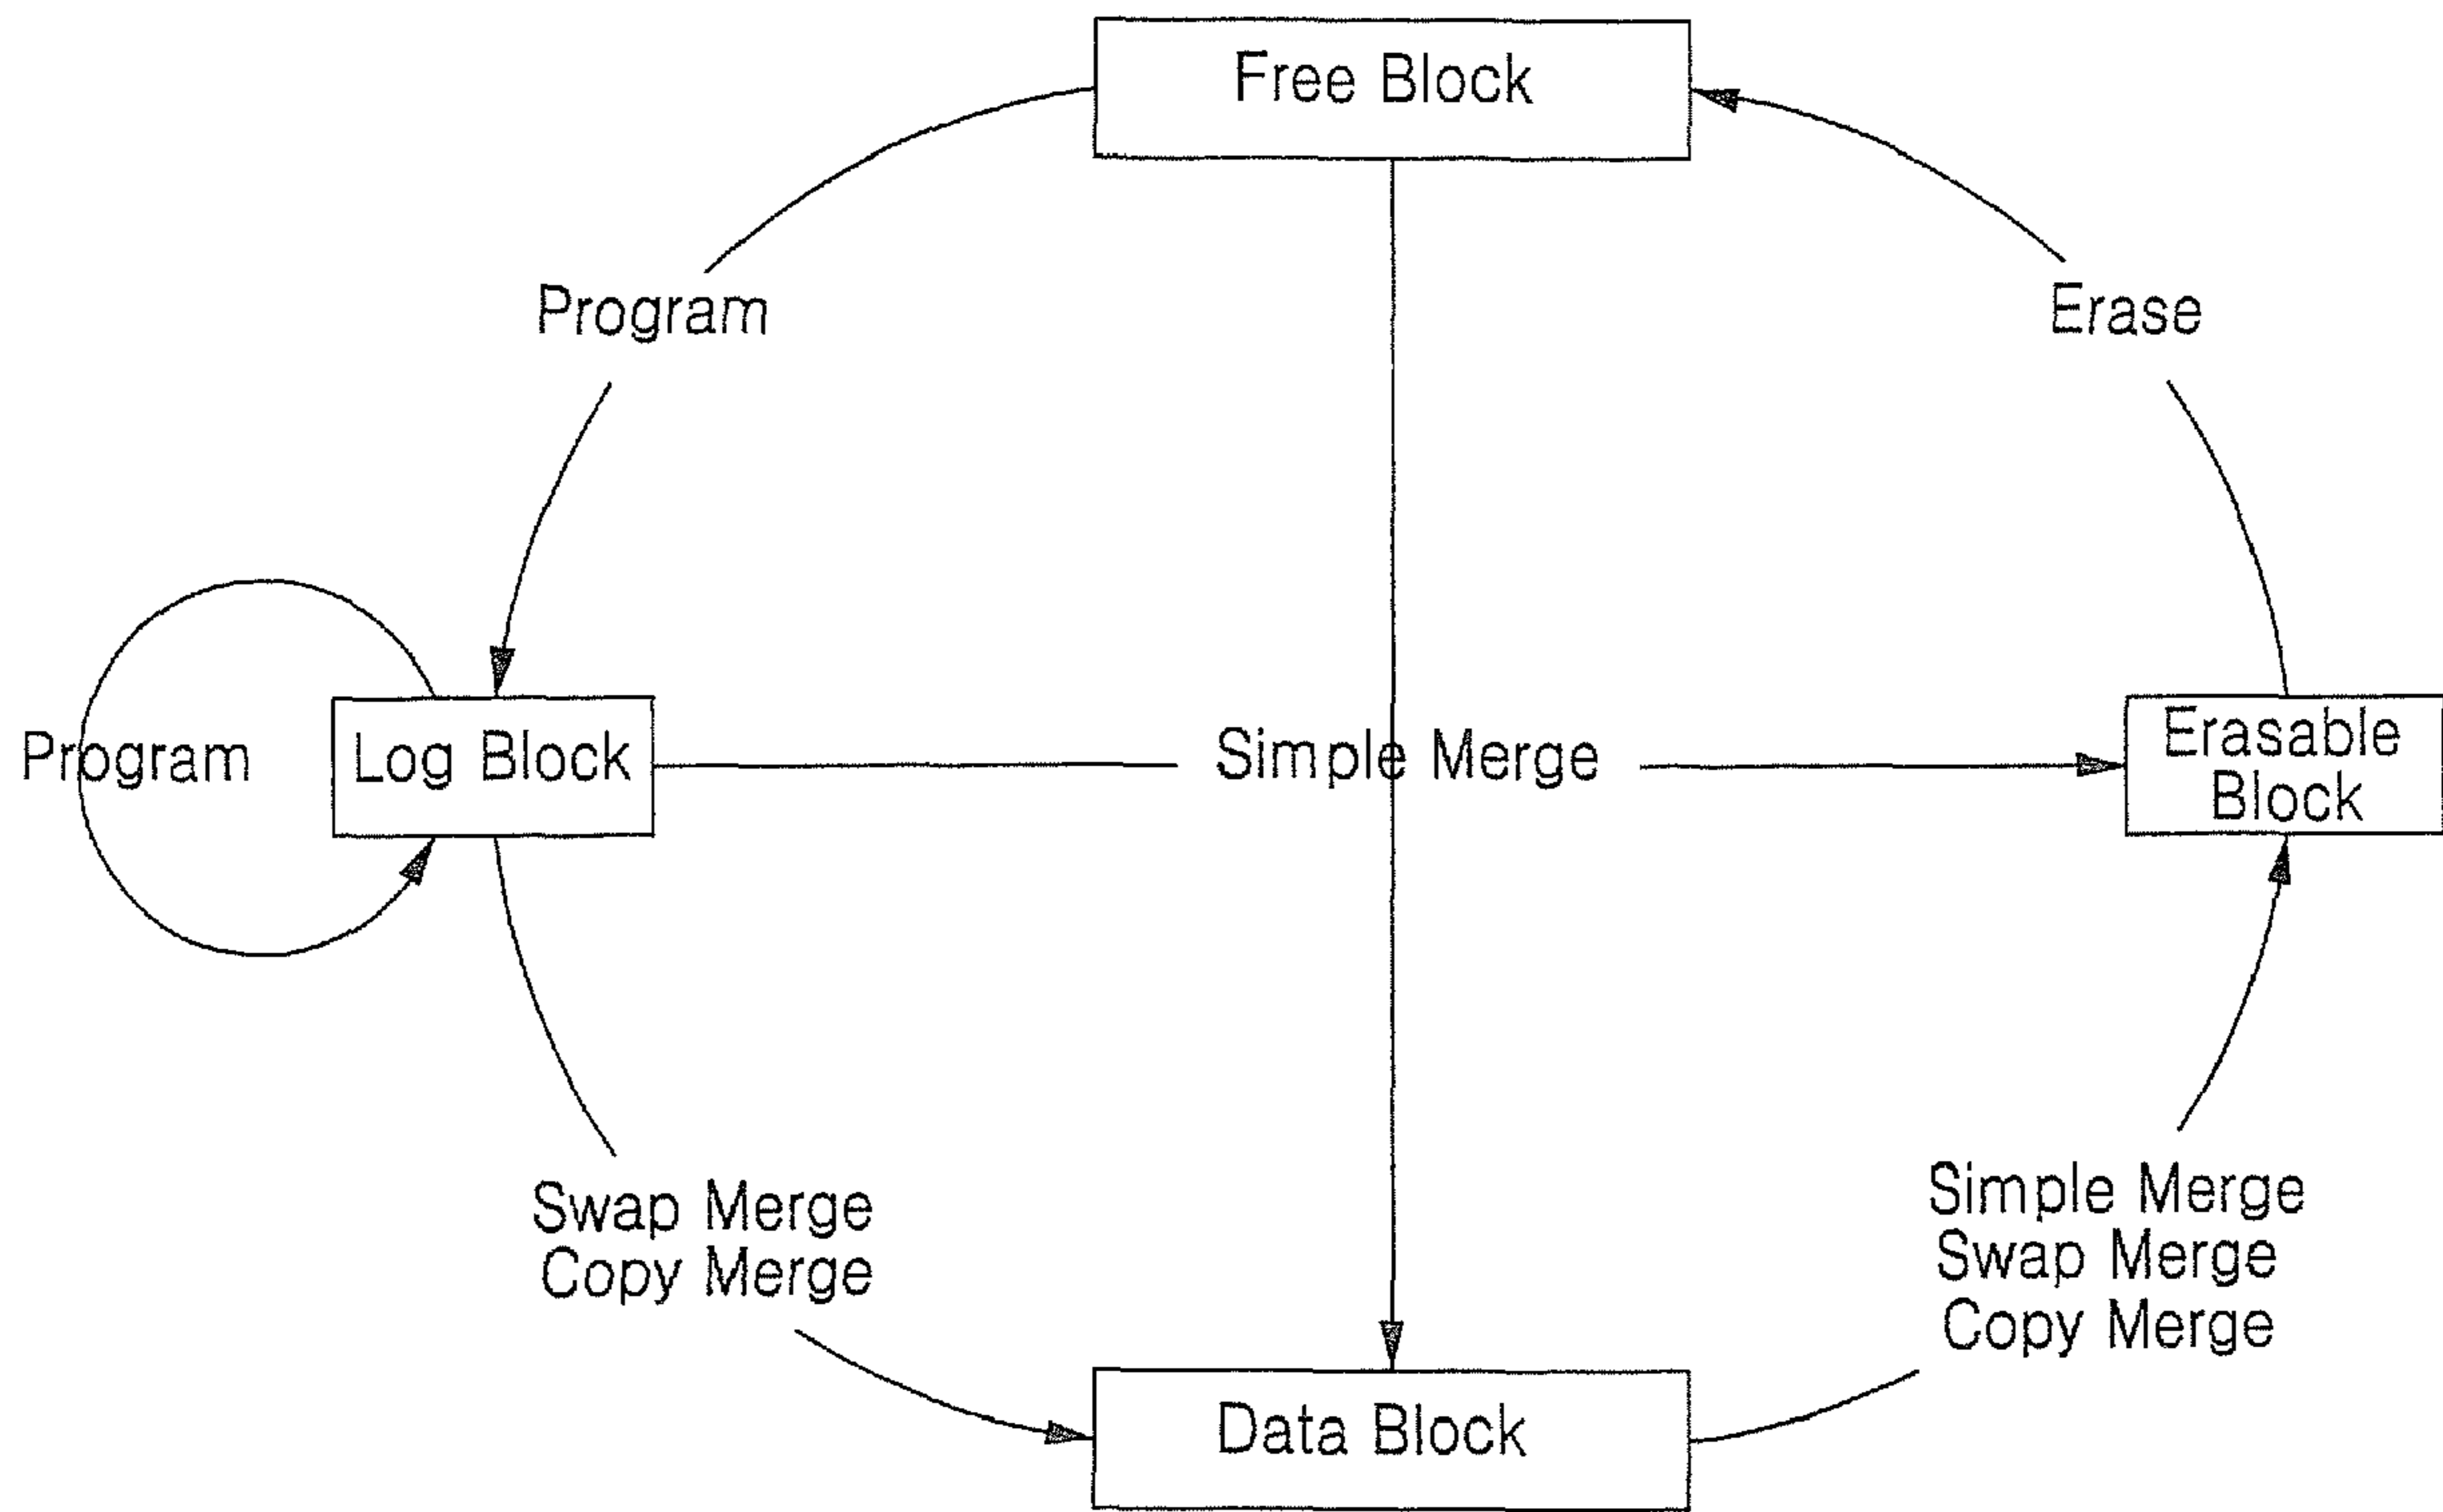 Free Block
Program
Erase
Program
Log Block
Simple Merge
Erasable
Block
Swap Merge
Copy Merge
Simple Merge
Swap Merge
Copy Merge
Data Block